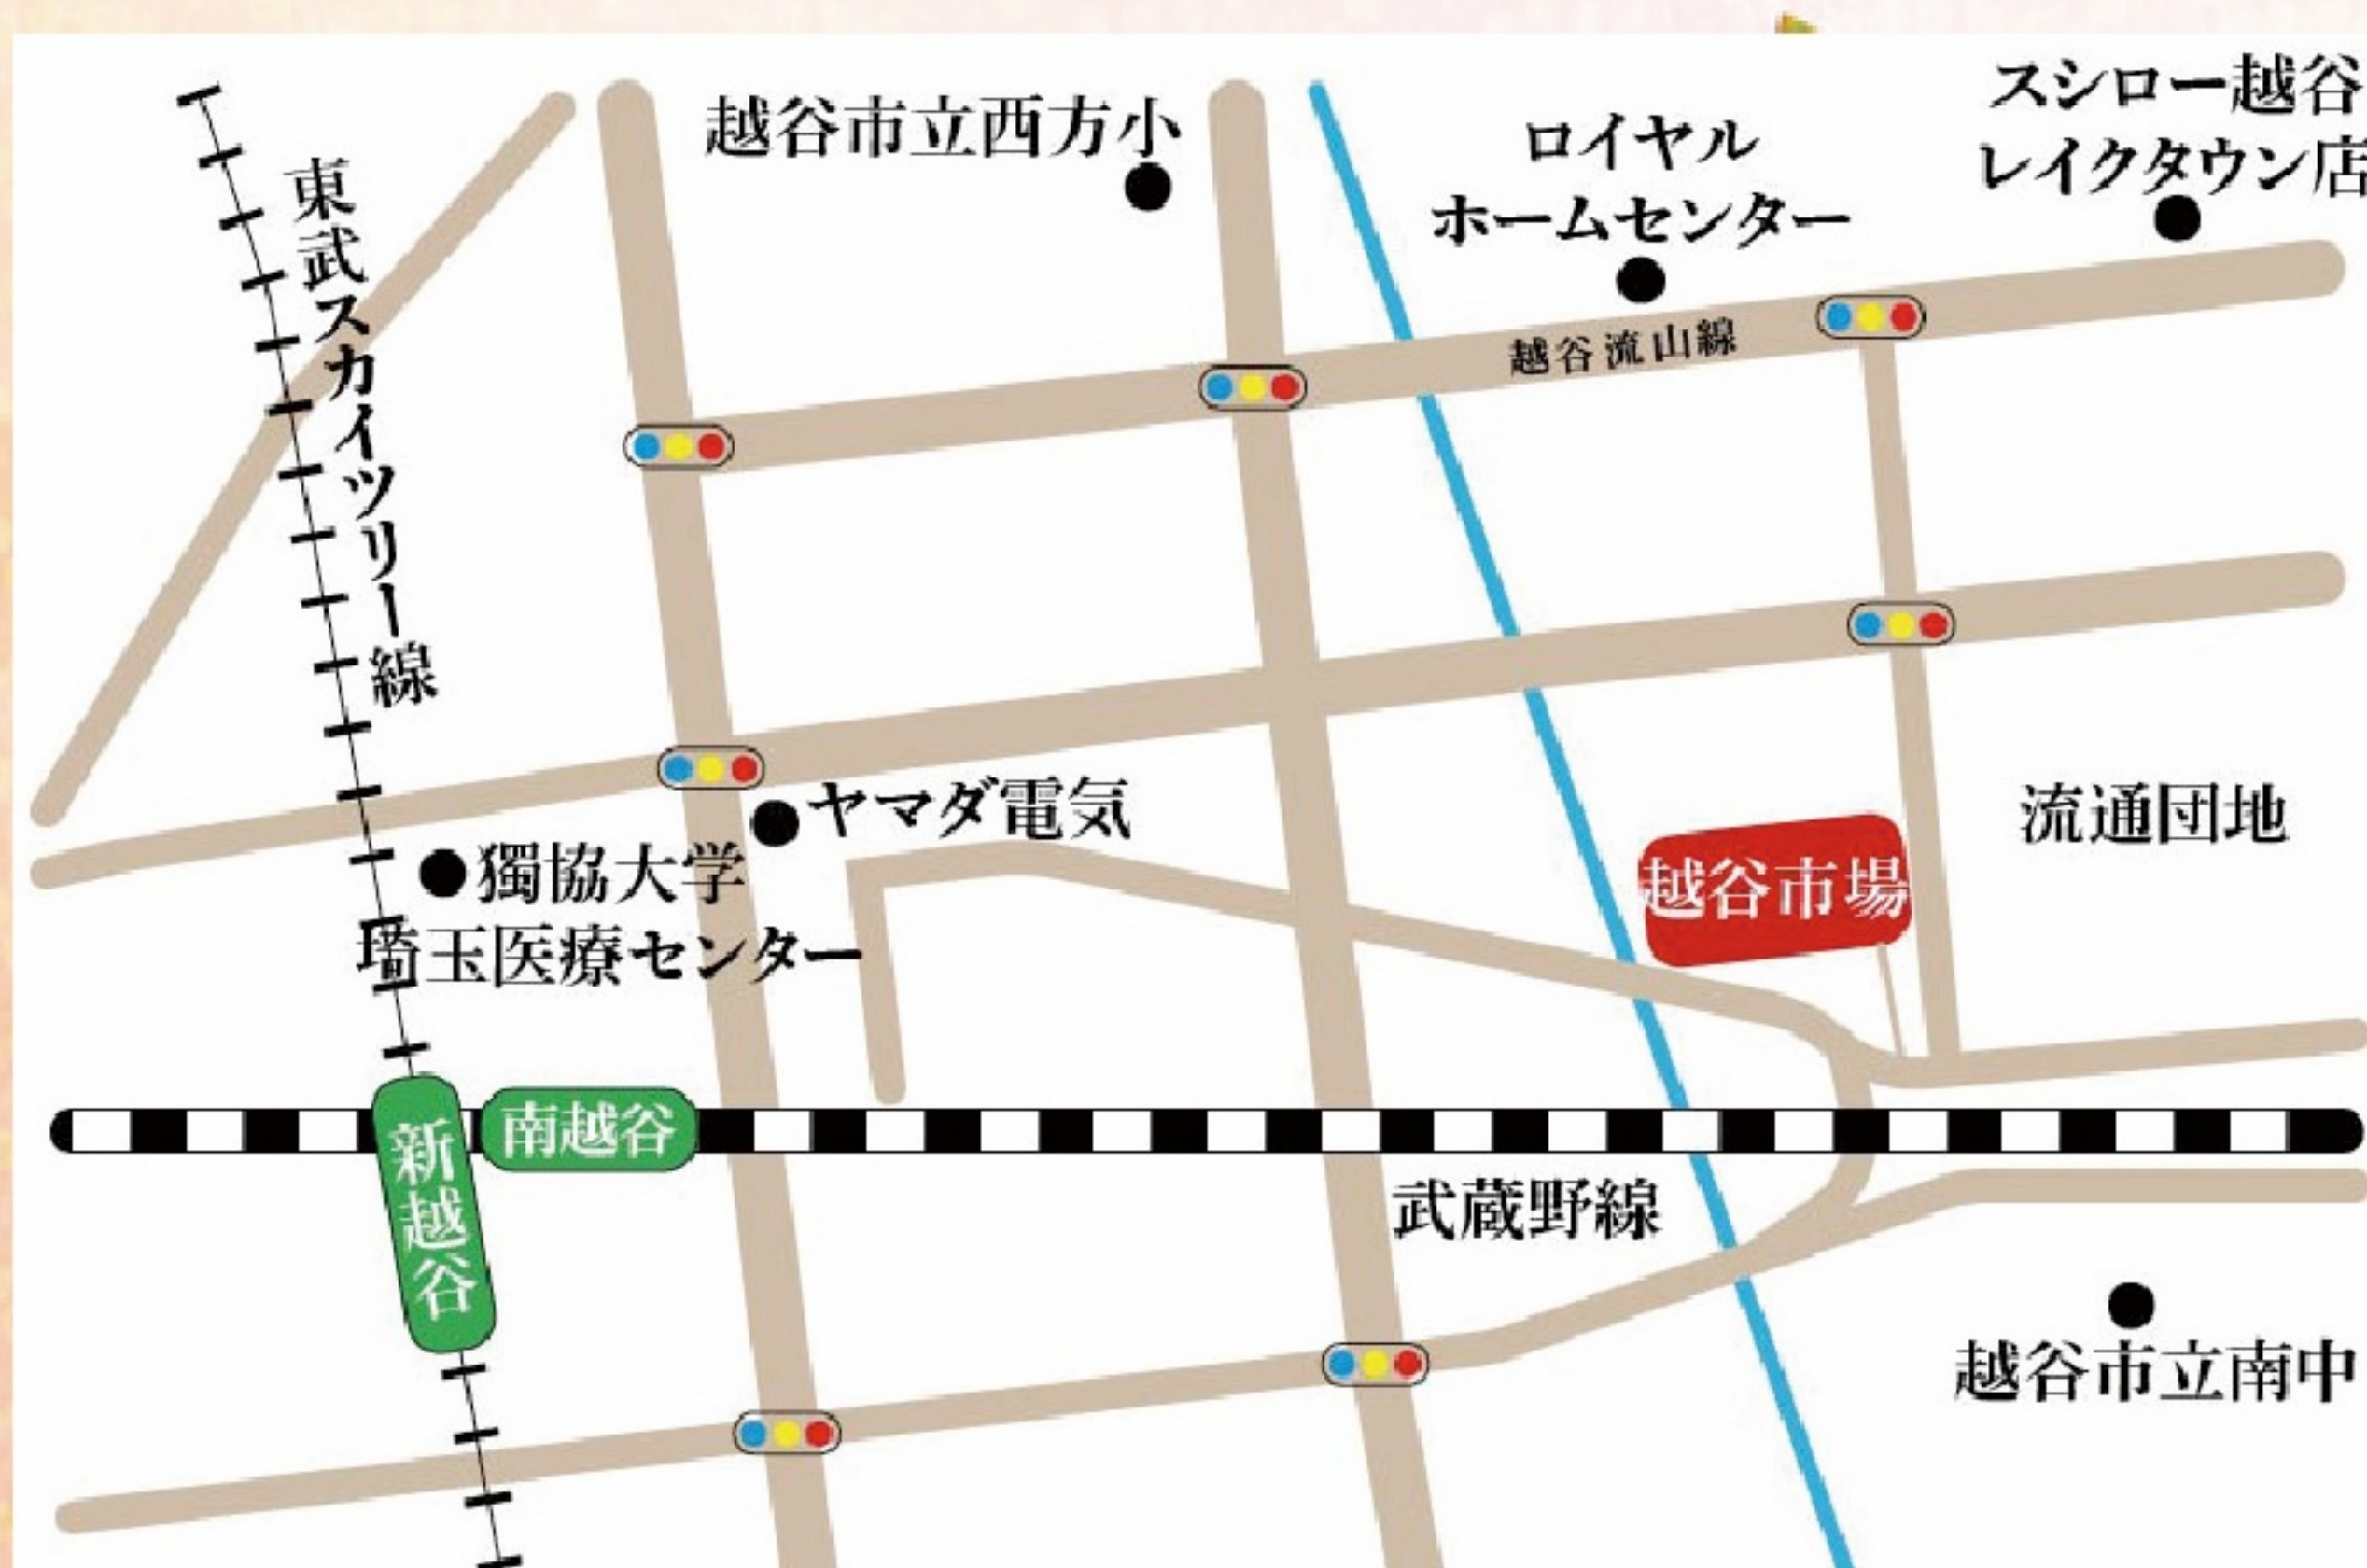 越谷市立西方小
ロイヤル
ホームセンター
スシロー越谷
レイクタウン店
東武スカイツリー線
越谷流山線
ヤマダ電気
獨協大学
埼玉医療センター
流通団地
越谷市場
新越谷
南越谷
武蔵野線
越谷市立南中